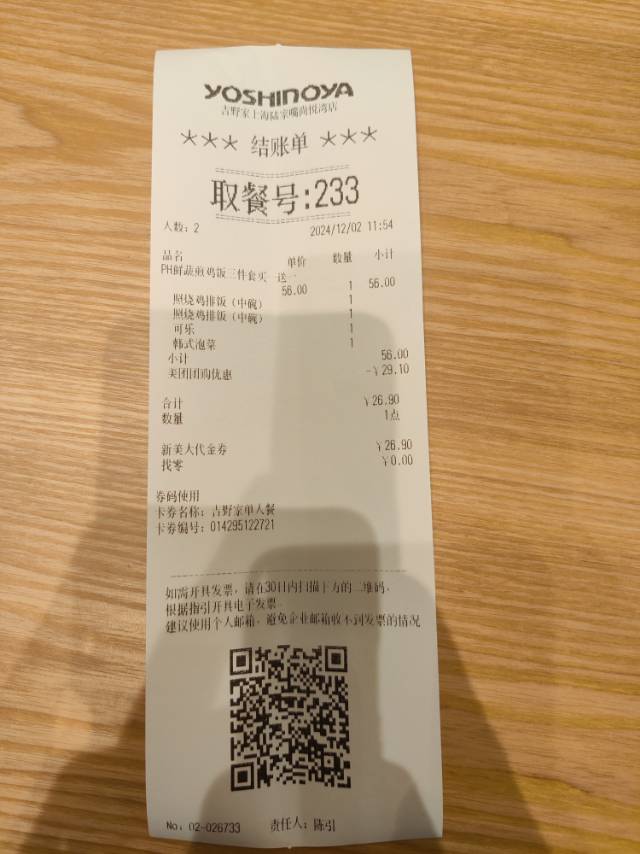 YOSHINOYA
吉野家上海陆家嘴尚悦湾店
*** 结账单 ***
取餐号:233
人数: 2 2024/12/02 11:54
品名 单价 数量 小计
PH鲜蔬煎鸡饭三件套买一送一
56.00 1 56.00
照烧鸡排饭（中碗） 1
照烧鸡排饭（中碗） 1
可乐 1
韩式泡菜 1
小计 56.00
美团团购优惠 -¥29.10
合计 ¥26.90
数量 1点
新美大代金券 ¥26.90
找零 ¥0.00
券码使用
卡券名称: 吉野家单人餐
卡券编号: 014295122721
如需开具发票，请在30日内扫描下方的二维码，
根据指引开具电子发票。
建议使用个人邮箱，避免企业邮箱收不到发票的情况
No: 02-026733 责任人: 陈引